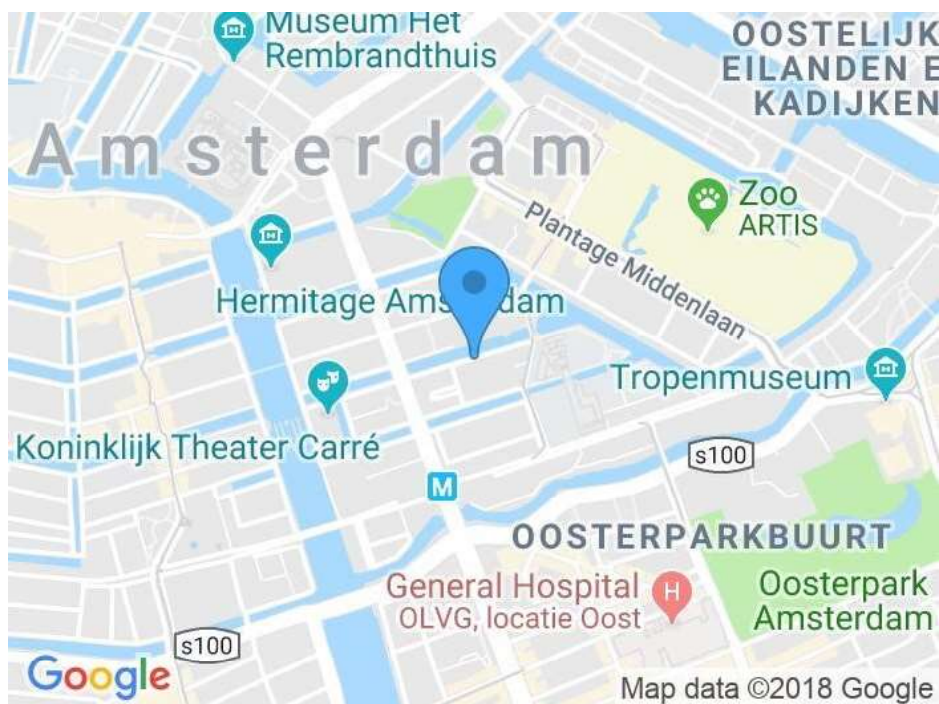 Museum Het
Rembrandthuis
OOSTELIJK
EILANDEN E
KADIJKEN
Amsterdam
Zoo
ARTIS
Plantage Middenlaan
Hermitage Amsterdam
Tropenmuseum
Koninklijk Theater Carré
s100
M
OOSTERPARKBUURT
General Hospital
OLVG, locatie Oost
H
Oosterpark
Amsterdam
s100
Google
Map data ©2018 Google